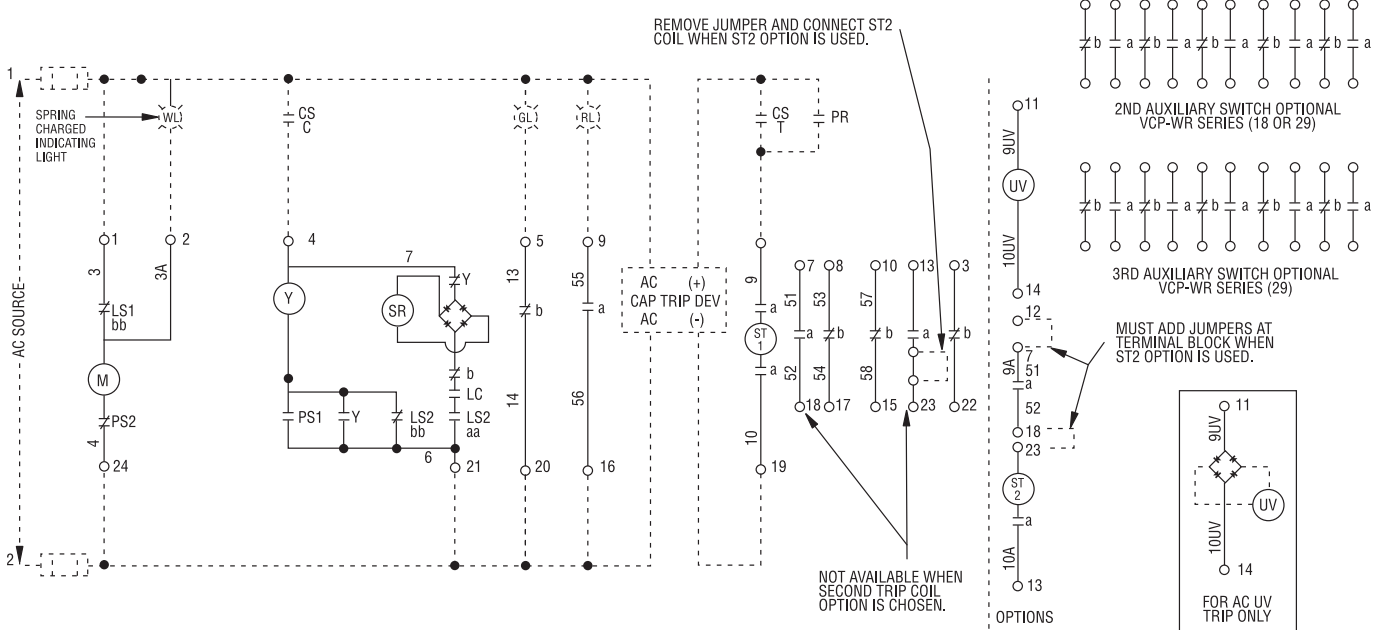 REMOVE JUMPER AND CONNECT ST2
COIL WHEN ST2 OPTION IS USED.
b a b a b a b a b a
2ND AUXILIARY SWITCH OPTIONAL
VCP-WR SERIES (18 OR 29)
b a b a b a b a b a
3RD AUXILIARY SWITCH OPTIONAL
VCP-WR SERIES (29)
1
SPRING
CHARGED
INDICATING
LIGHT
WL
CS
C
GL
RL
CS
T
PR
AC SOURCE
1
2
4
5
9
3
3A
7
Y
13
55
LS1
bb
Y
SR
b
a
AC (+)
CAP TRIP DEV
AC (-)
M
b
LC
PS2
PS1
Y
LS2
bb
LS2
aa
14
56
4
6
24
21
20
16
2
9
a
ST
1
a
10
19
7
8
10
13
3
51
53
57
a
b
b
a
b
52
54
58
18
17
15
23
22
NOT AVAILABLE WHEN
SECOND TRIP COIL
OPTION IS CHOSEN.
11
9UV
UV
10UV
14
12
7
9A
51
a
52
18
23
ST
2
a
10A
13
OPTIONS
MUST ADD JUMPERS AT
TERMINAL BLOCK WHEN
ST2 OPTION IS USED.
11
9UV
UV
10UV
14
FOR AC UV
TRIP ONLY